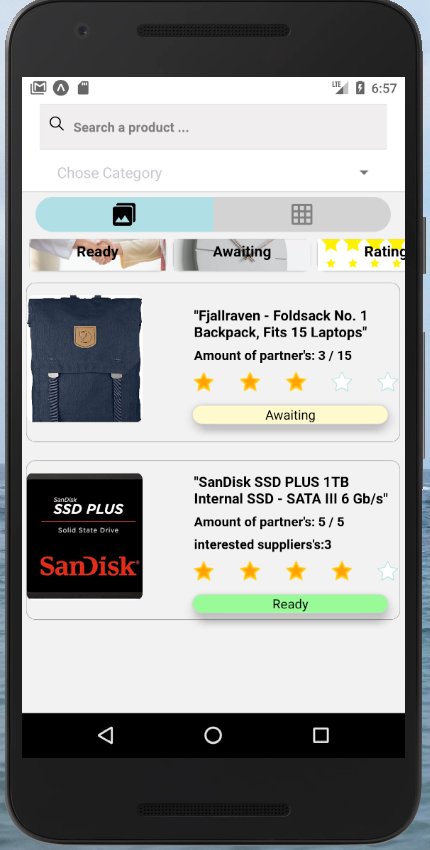 LTE 6:57
Search a product ...
Chose Category
Ready Awaiting Rating
"Fjallraven - Foldsack No. 1
Backpack, Fits 15 Laptops"
Amount of partner's: 3 / 15
Awaiting
SanDisk
SSD PLUS
Solid State Drive
SanDisk
"SanDisk SSD PLUS 1TB
Internal SSD - SATA III 6 Gb/s"
Amount of partner's: 5 / 5
interested suppliers's:3
Ready